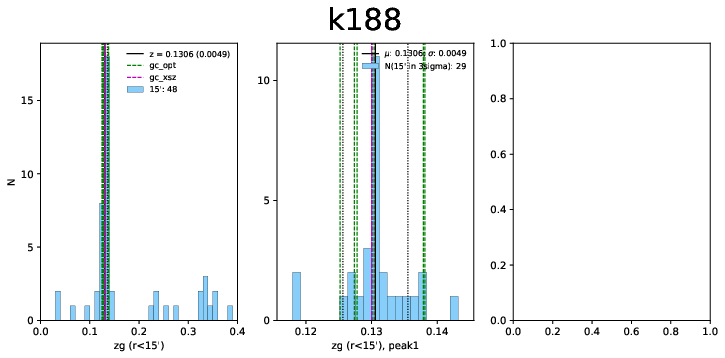 k188
z = 0.1306 (0.0049)
gc_opt
gc_xsz
15': 48
N
0
5
10
15
0.0 0.1 0.2 0.3 0.4
zg (r<15')
μ: 0.1306, σ: 0.0049
N(15' in 3sigma): 29
0
5
10
0.12 0.13 0.14
zg (r<15'), peak1
1.0
0.8
0.6
0.4
0.2
0.0
0.0 0.2 0.4 0.6 0.8 1.0